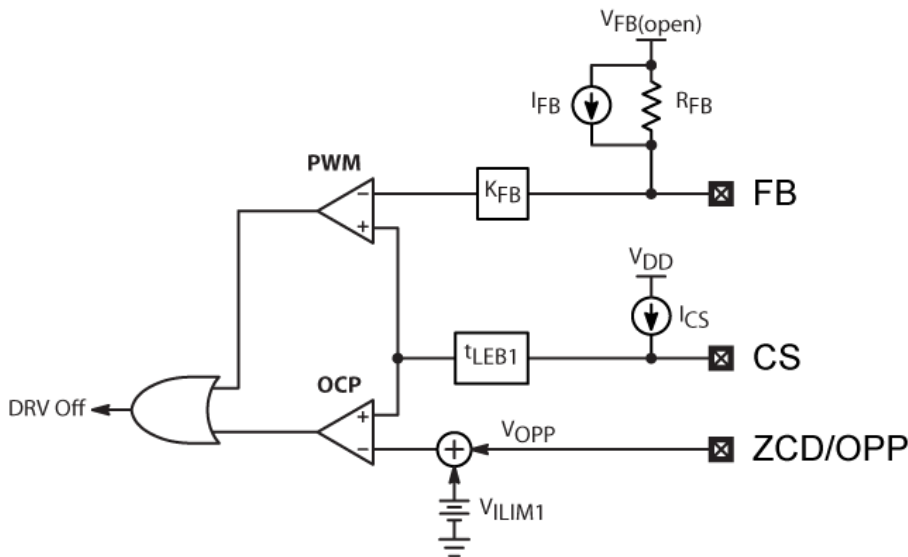 VFB(open)
IFB
RFB
PWM
−
+
KFB
FB
VDD
ICS
tLEB1
CS
OCP
+
−
DRV Off
VOPP
+
ZCD/OPP
VILIM1